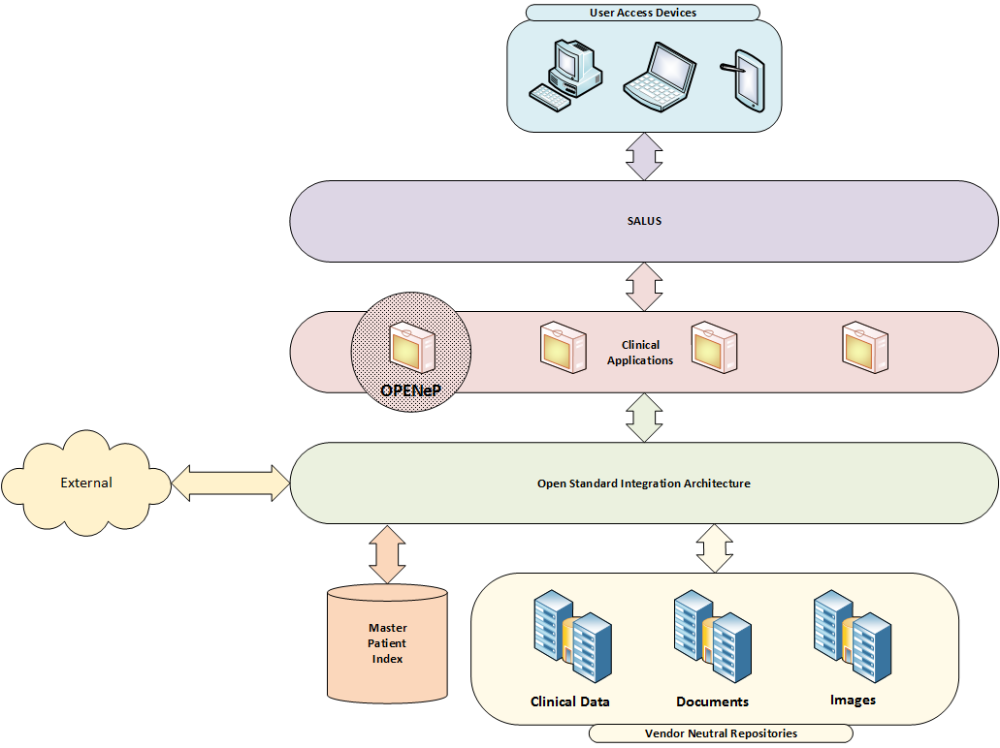 User Access Devices
SALUS
Clinical
Applications
OPENeP
External
Open Standard Integration Architecture
Master
Patient
Index
Clinical Data
Documents
Images
Vendor Neutral Repositories